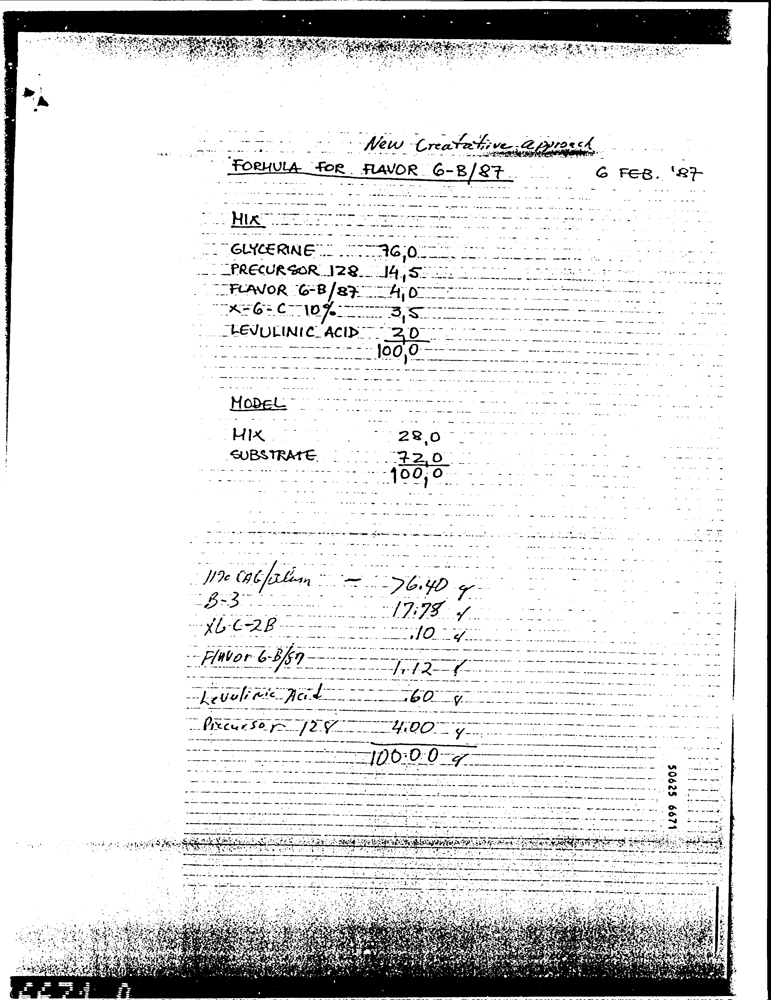 New Creatative approach
FORMULA FOR FLAVOR 6-B/87
6 FEB. '87
MIX
GLYCERINE 76,0
PRECURSOR 128 14,5
FLAVOR 6-B/87 4,0
X-6-C 10% 3,5
LEVULINIC ACID 2,0
100,0
MODEL
MIX 28,0
SUBSTRATE 72,0
100,0
— 76.40 g
B-3 17.78 g
X6-C-2B .10 g
Flavor 6-B/87 1.12 g
Levulinic Acid .60 g
Precursor 128 4.00 g
100.00 g
50625 6671
6671 0